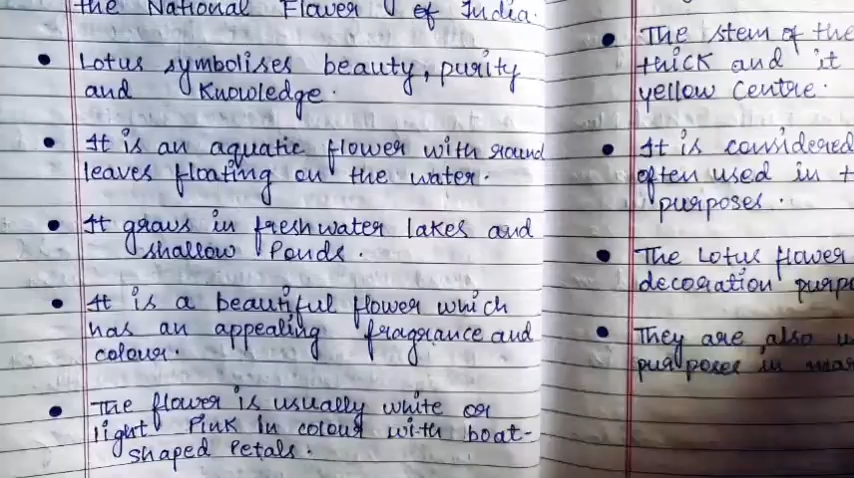 the National Flower of India.
Lotus symbolises beauty, purity
and Knowledge.
It is an aquatic flower with round
leaves floating on the water.
It grows in freshwater lakes and
shallow Ponds.
It is a beautiful flower which
has an appealing fragrance and
colour.
The flower is usually white or
light Pink in colour with boat-
shaped Petals.
The stem of the
thick and it
yellow Centre.
It is considered
often used in
purposes.
The Lotus flower
decoration
They are also
purposes in